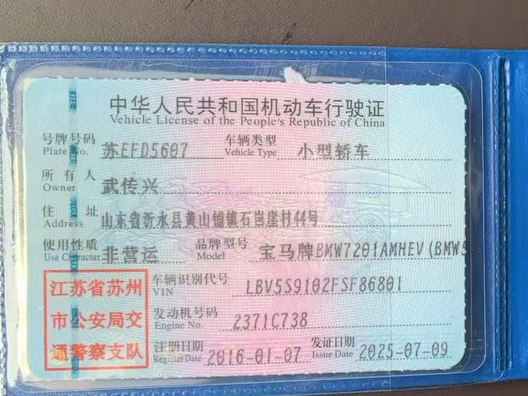 中华人民共和国机动车行驶证
Vehicle License of the People's Republic of China
号牌号码 苏EFD5607 车辆类型 小型轿车
Plate No. Vehicle Type
所有人 武传兴
Owner
住址 山东省沂水县黄山铺镇石崮崖村44号
Address
使用性质 非营运 品牌型号 宝马牌BMW7201AMHEV(BMW5
Use Character Model
车辆识别代号 LBV5S9102FSF86801
VIN
发动机号码 2371C738
Engine No.
注册日期 2016-01-07 发证日期 2025-07-09
Register Date Issue Date
江苏省苏州
市公安局交
通警察支队